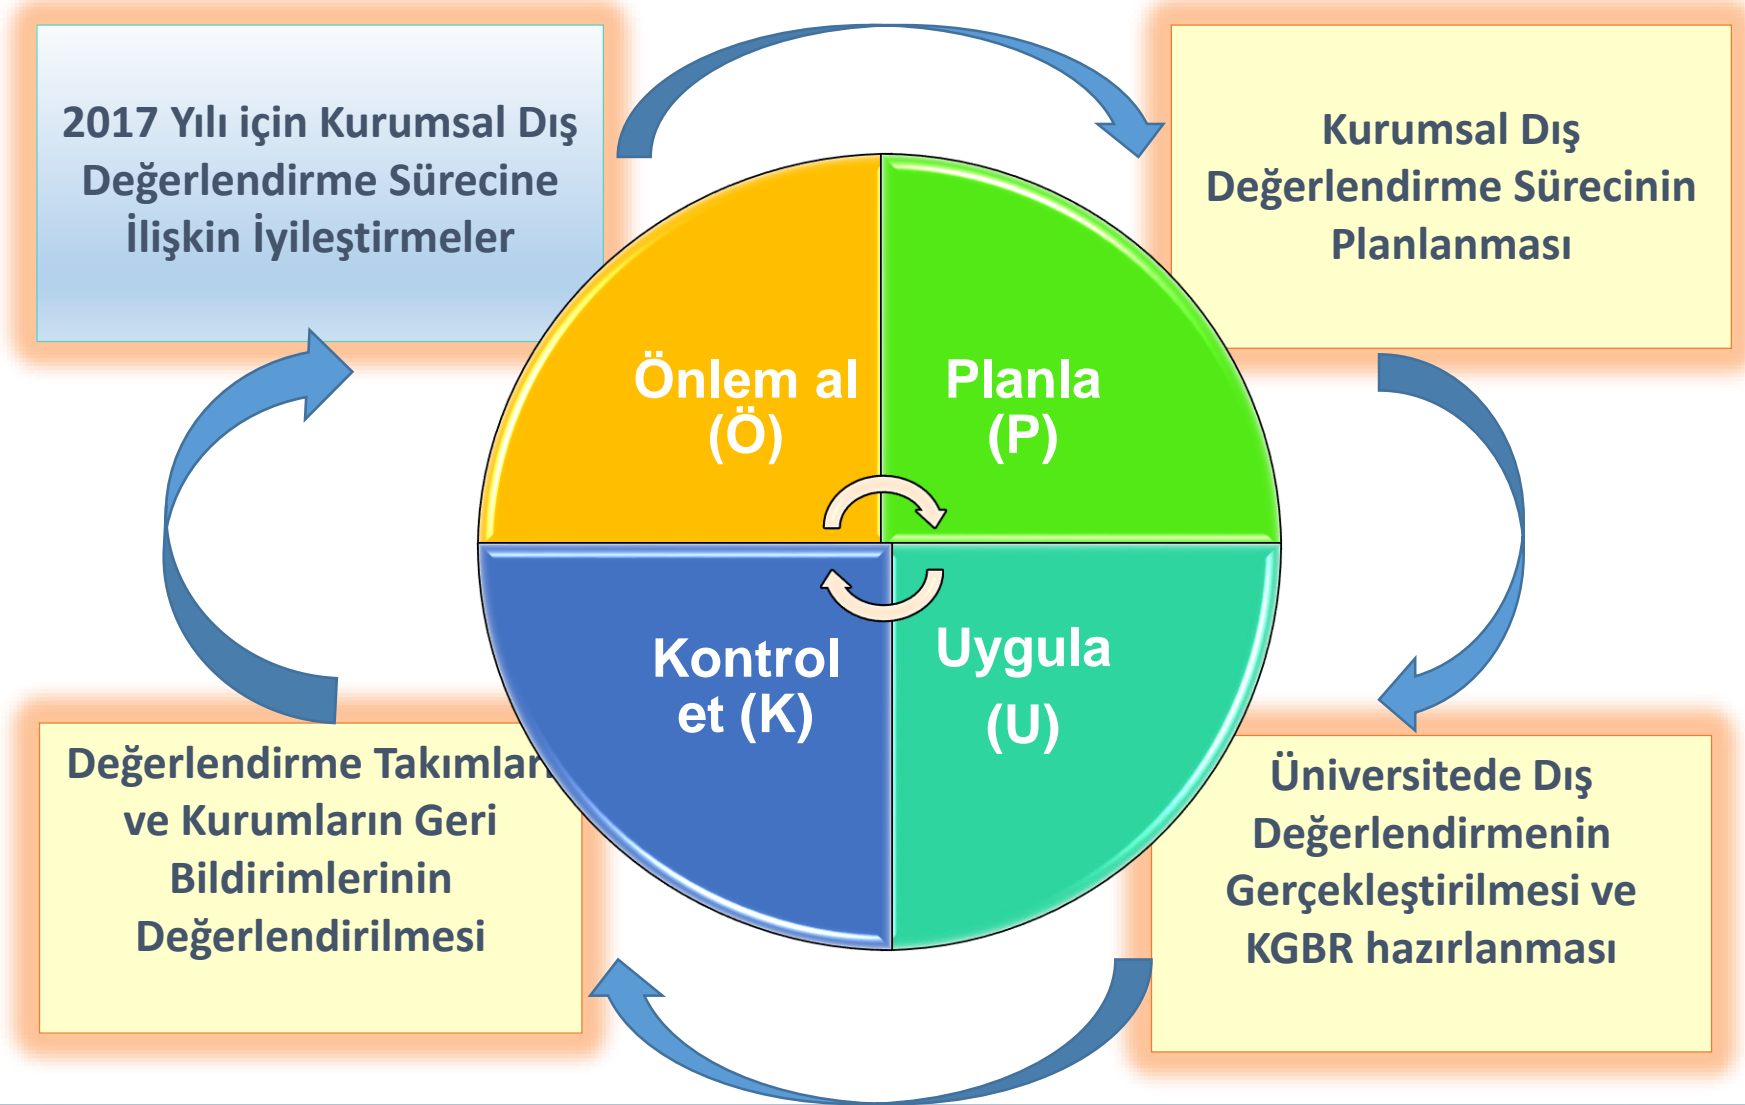 2017 Yılı için Kurumsal Dış
Değerlendirme Sürecine
İlişkin İyileştirmeler
Kurumsal Dış
Değerlendirme Sürecinin
Planlanması
Önlem al
(Ö)
Planla
(P)
Kontrol
et (K)
Uygula
(U)
Değerlendirme Takımları
ve Kurumların Geri
Bildirimlerinin
Değerlendirilmesi
Üniversitede Dış
Değerlendirmenin
Gerçekleştirilmesi ve
KGBR hazırlanması